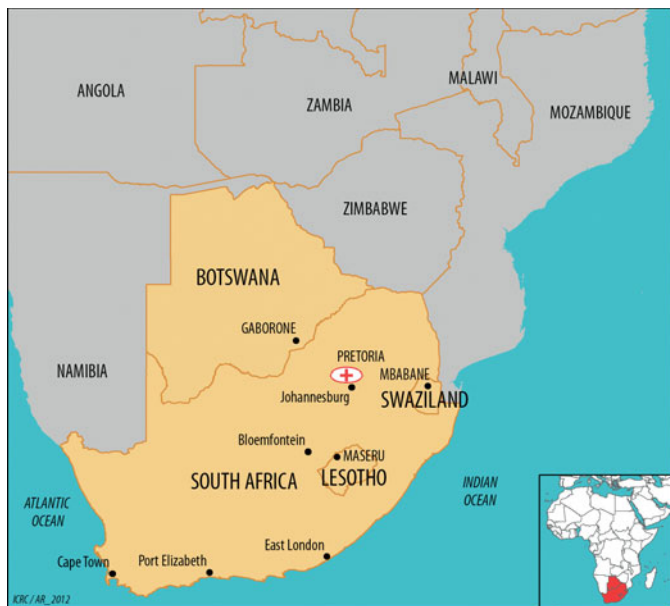 ANGOLA
ZAMBIA
MALAWI
MOZAMBIQUE
ZIMBABWE
BOTSWANA
GABORONE
NAMIBIA
PRETORIA
MBABANE
Johannesburg
SWAZILAND
Bloemfontein
MASERU
SOUTH AFRICA
LESOTHO
INDIAN
OCEAN
ATLANTIC
OCEAN
East London
Cape Town
Port Elizabeth
ICRC / AR_2012